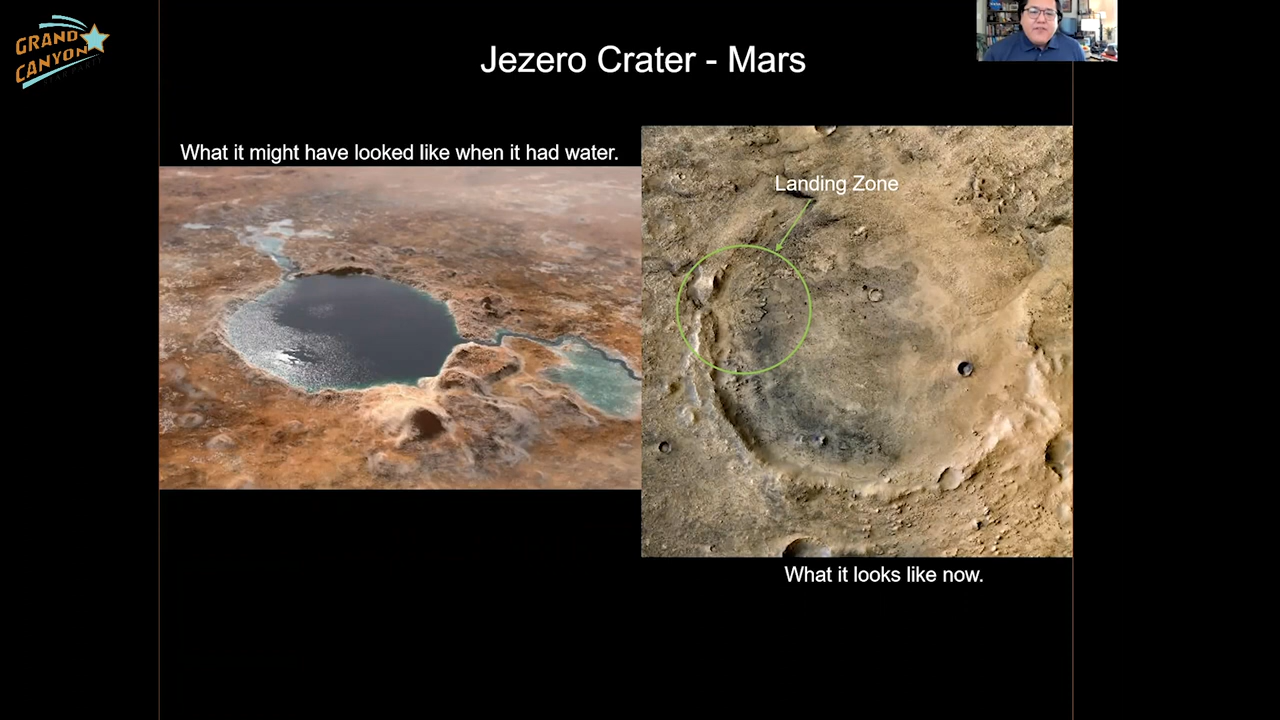 GRAND
CANYON
Jezero Crater - Mars
What it might have looked like when it had water.
Landing Zone
What it looks like now.